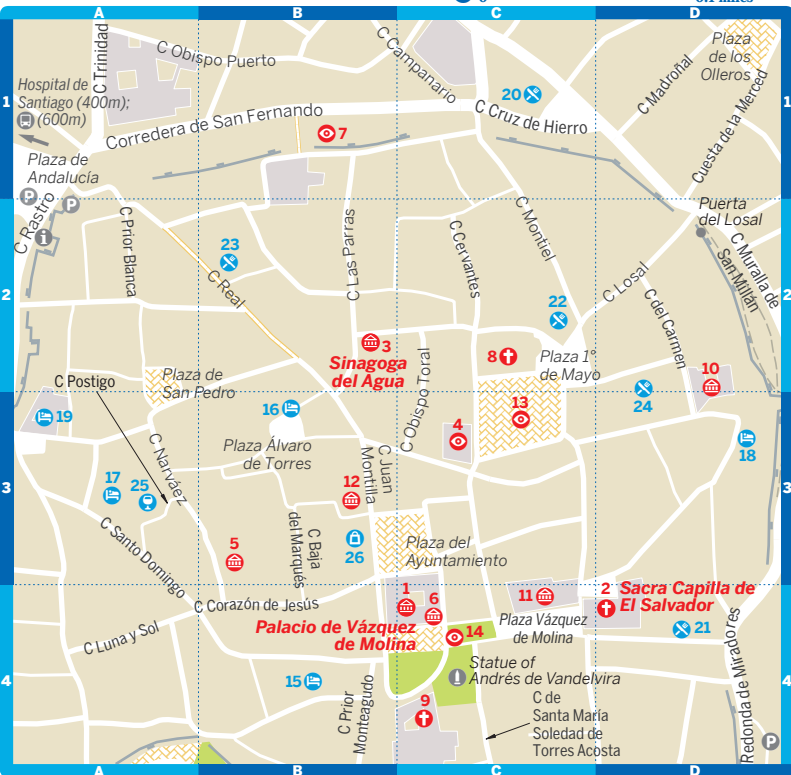 0
0.1 miles
A
B
C
D
1
C Trinidad
C Obispo Puerto
C Campanario
Plaza
de los
Olleros
Hospital de
Santiago (400m);
(600m)
20
C Madroñal
1
Corredera de San Fernando
7
C Cruz de Hierro
Cuesta de la Merced
Plaza de
Andalucía
P
P
C Rastro
i
Puerta
del Losal
C Prior Blanca
23
C Real
C Las Parras
C Cervantes
C Montiel
C Losal
C Muralla de
San Millán
2
2
22
C del Carmen
3
Sinagoga
del Agua
8
Plaza 1°
de Mayo
10
C Postigo
Plaza de
San Pedro
C Obispo Toral
24
19
16
4
13
18
Plaza Álvaro
de Torres
C Juan
Montilla
C Narváez
3
17
25
12
3
C Santo Domingo
5
C Baja
del Marqués
26
Plaza del
Ayuntamiento
C Corazón de Jesús
1
6
11
2
Sacra Capilla de
El Salvador
Palacio de Vázquez
de Molina
14
Plaza Vázquez
de Molina
21
C Luna y Sol
Statue of
Andrés de Vandelvira
Redonda de Miradores
4
15
4
C Prior
Monteagudo
9
C de
Santa María
Soledad de
Torres Acosta
P
A
B
C
D